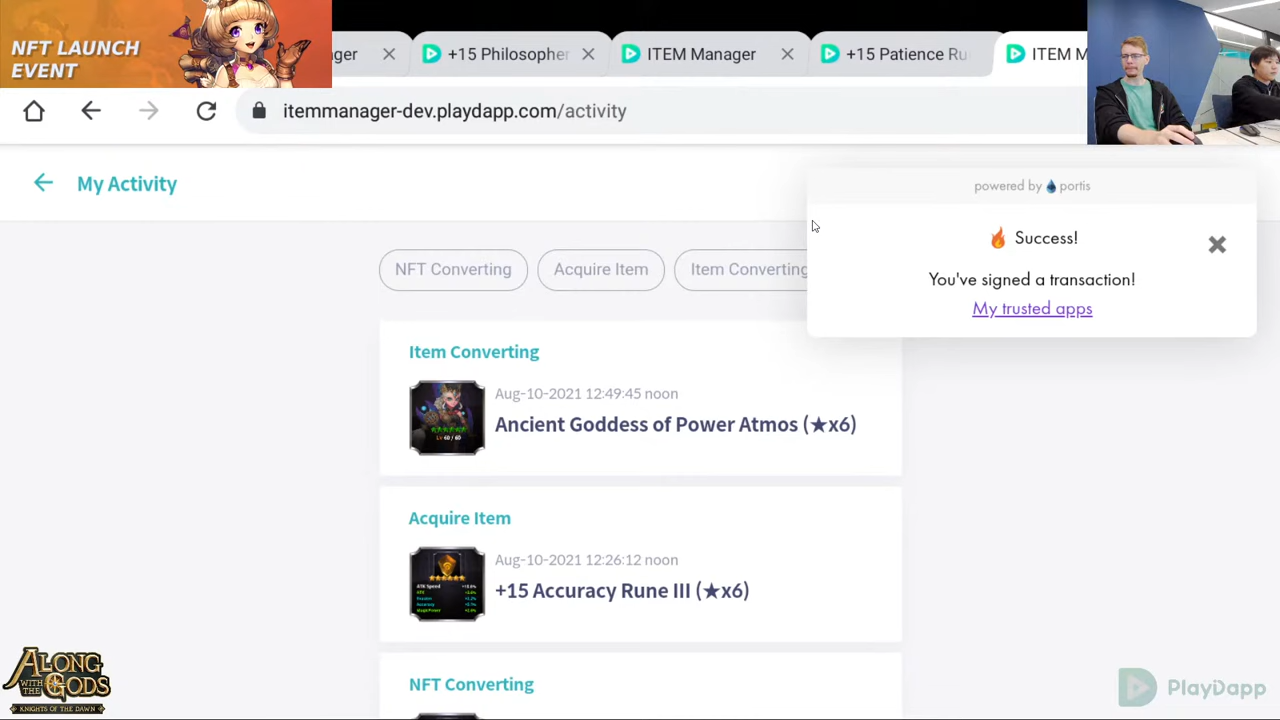 NFT LAUNCH
EVENT
ger
+15 Philosopher
ITEM Manager
+15 Patience Ru
ITEM M
itemmanager-dev.playdapp.com/activity
My Activity
powered by portis
Success!
You've signed a transaction!
My trusted apps
NFT Converting
Acquire Item
Item Converting
Item Converting
Aug-10-2021 12:49:45 noon
Ancient Goddess of Power Atmos (★x6)
Acquire Item
Aug-10-2021 12:26:12 noon
+15 Accuracy Rune III (★x6)
NFT Converting
ALONG
WITH THE
GODS
KNIGHTS OF THE DAWN
PlayDapp